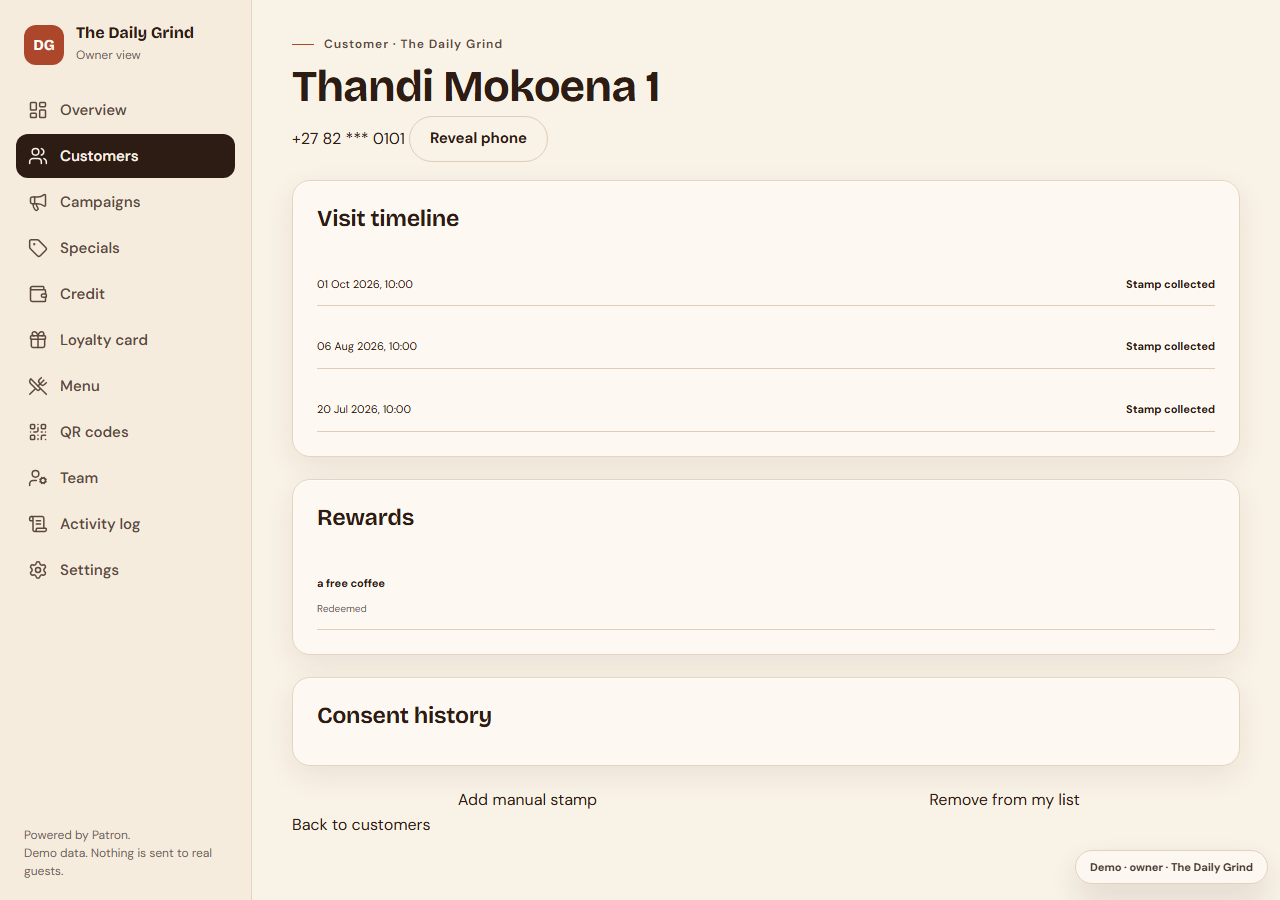 DG
The Daily Grind
Owner view
Overview
Customers
Campaigns
Specials
Credit
Loyalty card
Menu
QR codes
Team
Activity log
Settings
Powered by Patron.
Demo data. Nothing is sent to real
guests.
Customer · The Daily Grind
Thandi Mokoena 1
+27 82 *** 0101 Reveal phone
Visit timeline
01 Oct 2026, 10:00 Stamp collected
06 Aug 2026, 10:00 Stamp collected
20 Jul 2026, 10:00 Stamp collected
Rewards
a free coffee
Redeemed
Consent history
Add manual stamp Remove from my list
Back to customers
Demo · owner · The Daily Grind